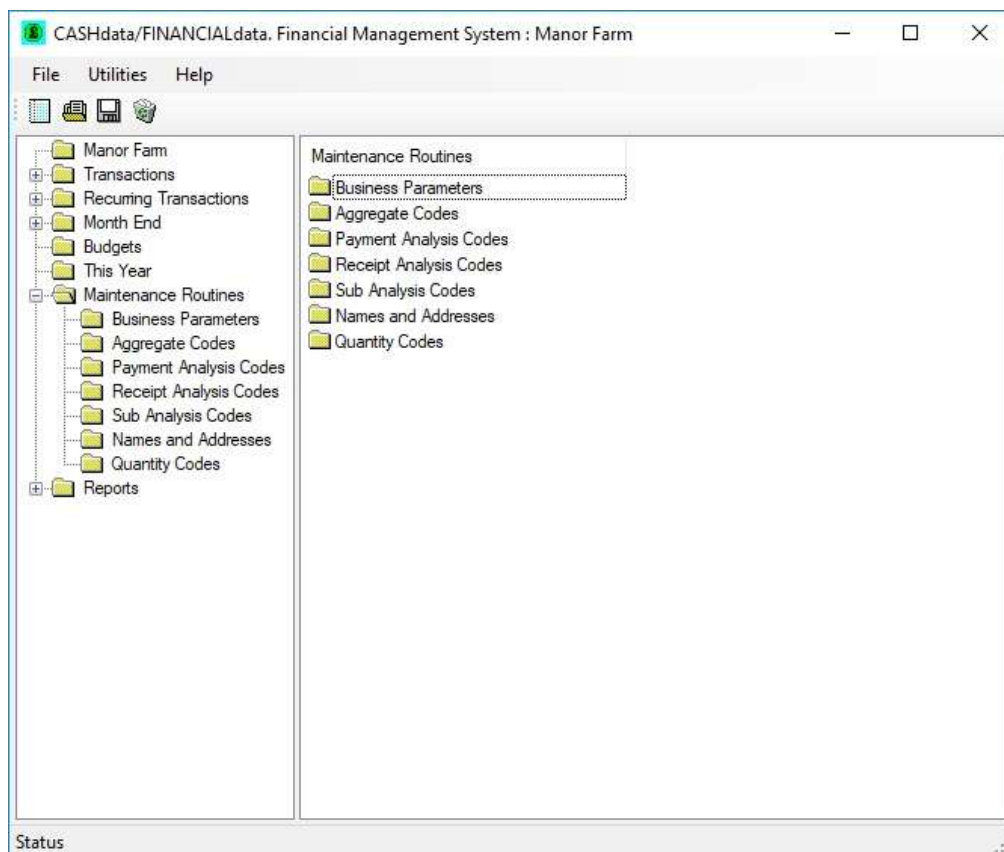 CASHdata/FINANCIALdata. Financial Management System : Manor Farm
File Utilities Help
Manor Farm
Transactions
Recurring Transactions
Month End
Budgets
This Year
Maintenance Routines
Business Parameters
Aggregate Codes
Payment Analysis Codes
Receipt Analysis Codes
Sub Analysis Codes
Names and Addresses
Quantity Codes
Reports
Maintenance Routines
Business Parameters
Aggregate Codes
Payment Analysis Codes
Receipt Analysis Codes
Sub Analysis Codes
Names and Addresses
Quantity Codes
Status